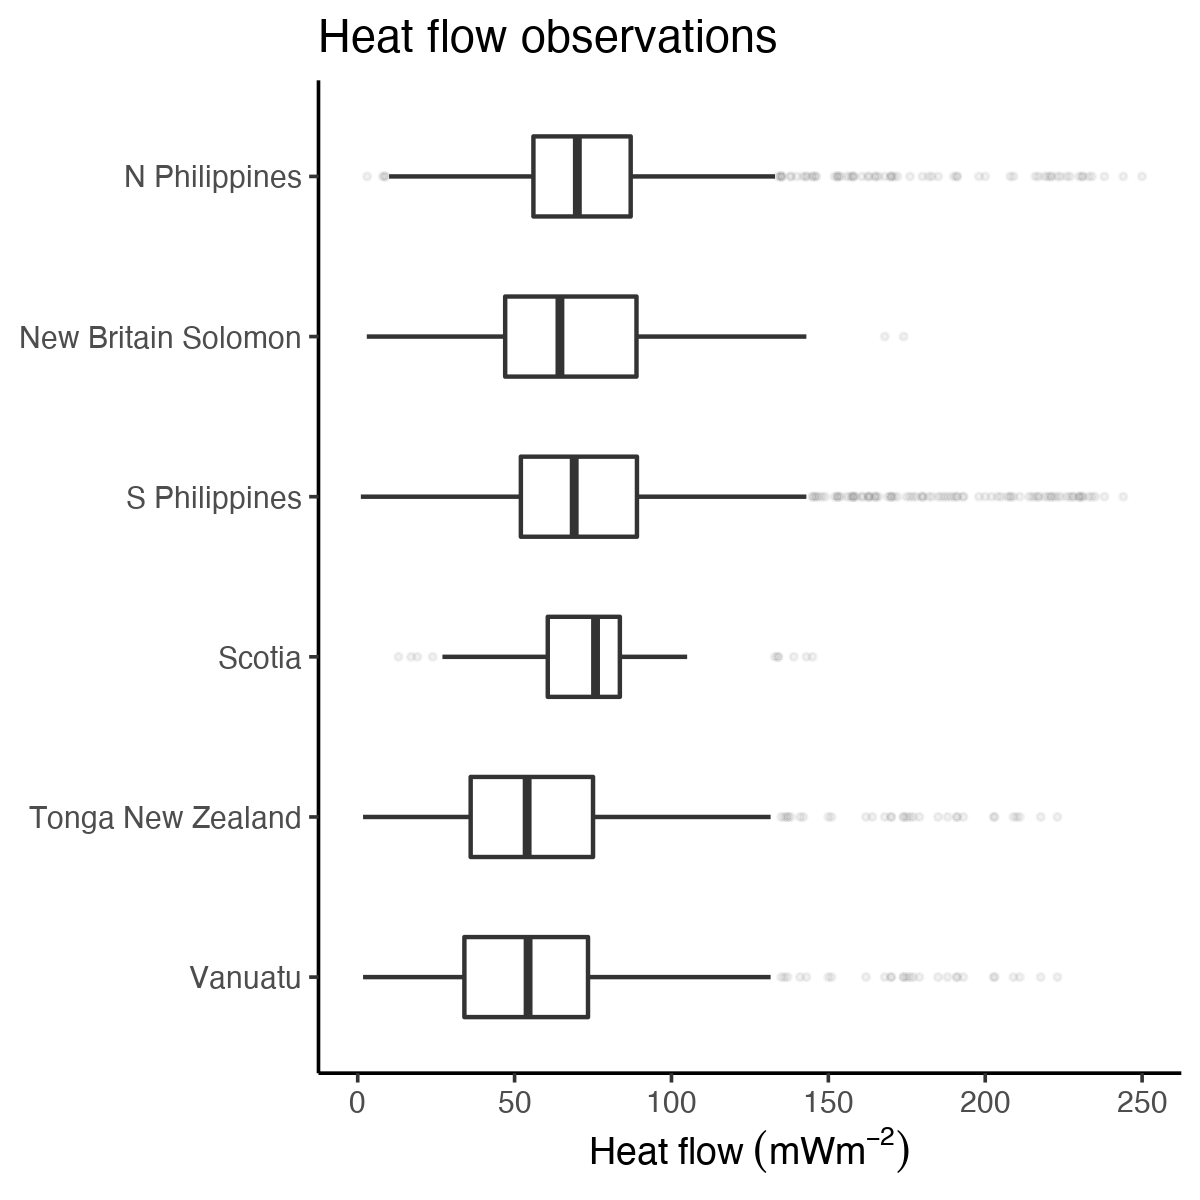 Heat flow observations
N Philippines
New Britain Solomon
S Philippines
Scotia
Tonga New Zealand
Vanuatu
0 50 100 150 200 250
Heat flow (mWm⁻²)